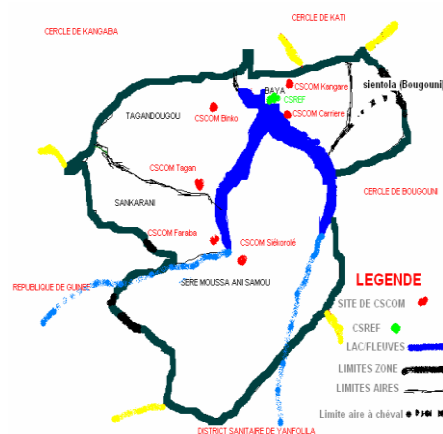 CERCLE DE KATI
CERCLE DE KANGABA
CSCOM Kangare
sientola (Bougouni)
BAYA
CSREF
TAGANDOUGOU
CSCOM Binko
CSCOM Carriere
CSCOM Tagan
CERCLE DE BOUGOUNI
SANKARANI
CSCOM Faraba
CSCOM Siékorolé
LEGENDE
SERE MOUSSA ANI SAMOU
REPUBLIQUE DE GUINEE
SITE DE CSCOM
CSREF
LAC/FLEUVES
LIMITES ZONE
LIMITES AIRES
Limite aire à chéval
DISTRICT SANITAIRE DE YANFOLILA